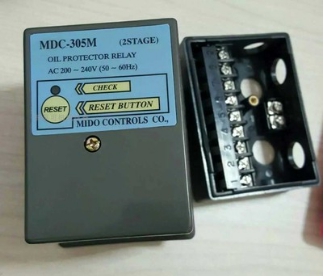 MDC-305M (2STAGE)
OIL PROTECTOR RELAY
AC 200 ~ 240V (50 ~ 60Hz)
CHECK
RESET
RESET BUTTON
MIDO CONTROLS CO.,